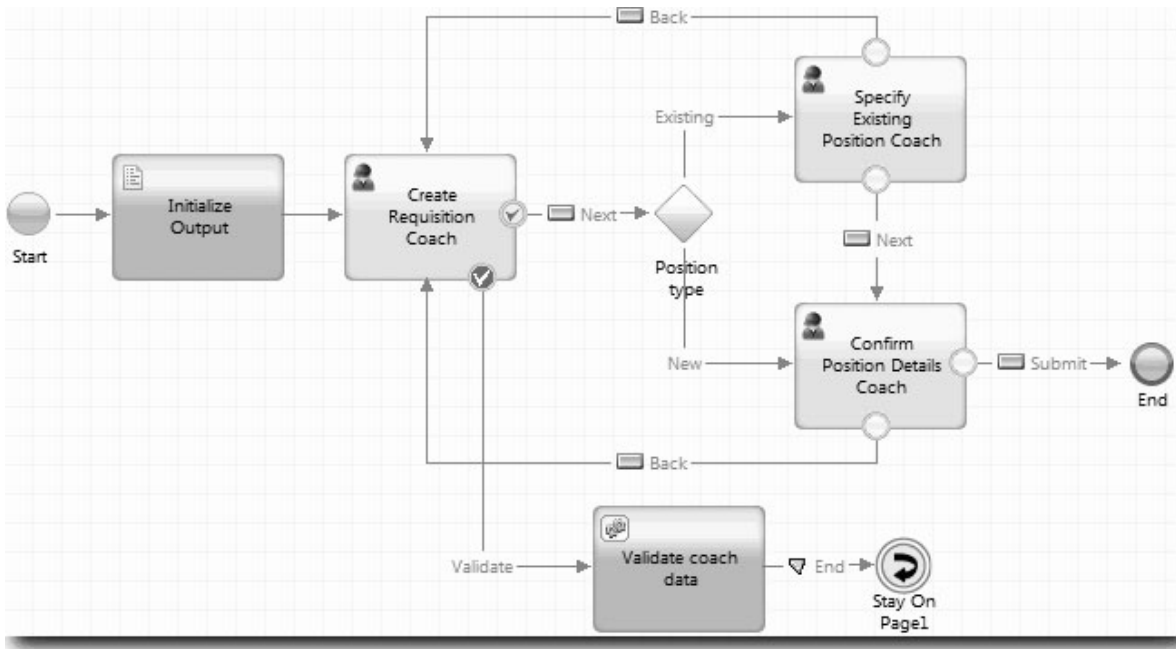 Back
Specify
Existing
Position Coach
Existing
Initialize
Output
Create
Requisition
Coach
Next
Start
Position
type
Next
New
Confirm
Position Details
Coach
Submit
End
Back
Validate
Validate coach
data
End
Stay On
Page1